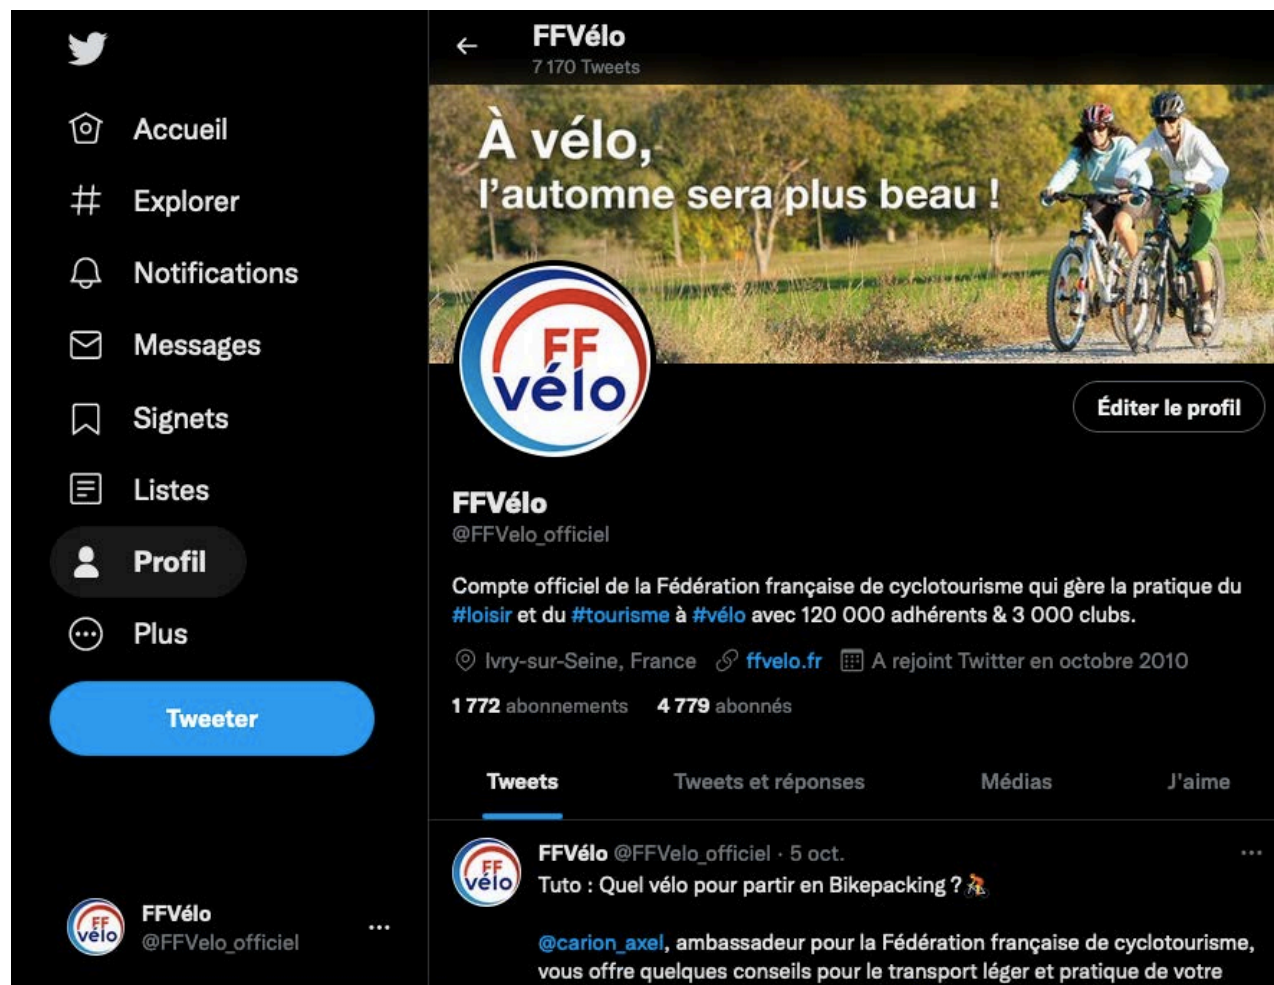 FFVélo
7 170 Tweets
Accueil
Explorer
Notifications
Messages
Signets
Listes
Profil
Plus
Tweeter
FF
vélo
FFVélo
@FFVelo_officiel
À vélo,
l'automne sera plus beau !
FF
vélo
Éditer le profil
FFVélo
@FFVelo_officiel
Compte officiel de la Fédération française de cyclotourisme qui gère la pratique du
#loisir et du #tourisme à #vélo avec 120 000 adhérents & 3 000 clubs.
Ivry-sur-Seine, France ffvelo.fr A rejoint Twitter en octobre 2010
1 772 abonnements 4 779 abonnés
Tweets Tweets et réponses Médias J'aime
FF
vélo
FFVélo @FFVelo_officiel · 5 oct.
Tuto : Quel vélo pour partir en Bikepacking ? 🚴
@carion_axel, ambassadeur pour la Fédération française de cyclotourisme,
vous offre quelques conseils pour le transport léger et pratique de votre